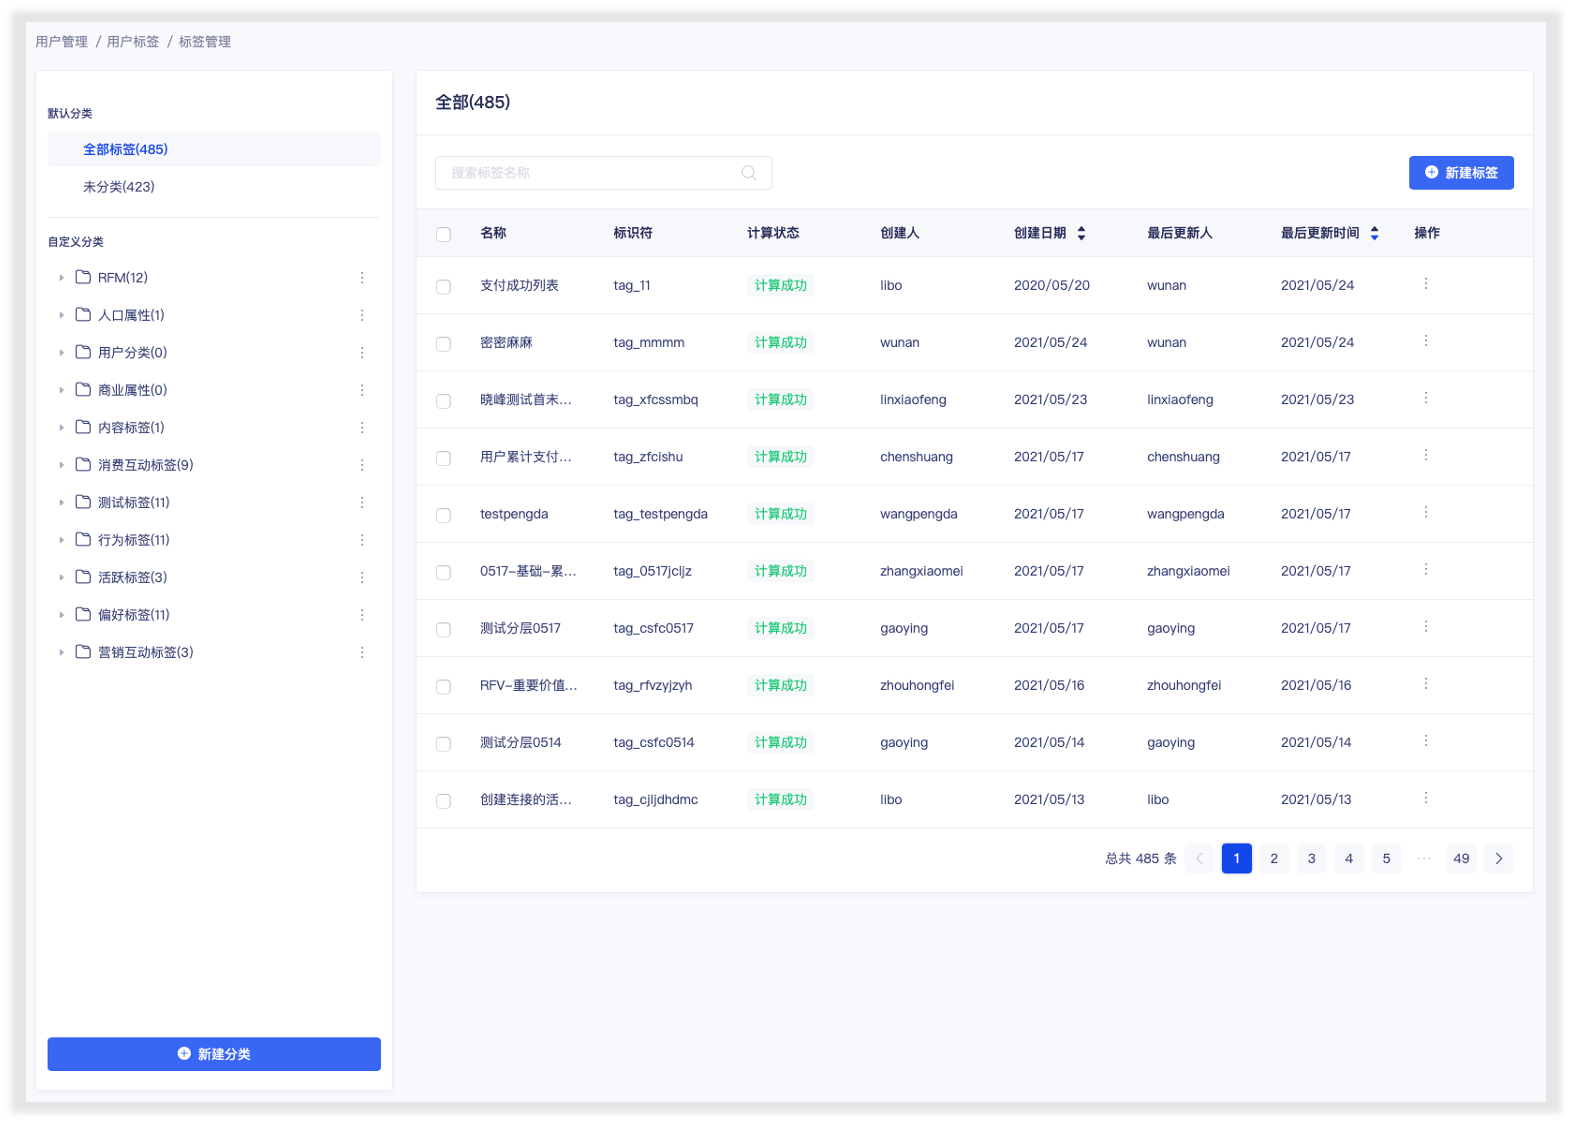 用户管理 / 用户标签 / 标签管理
默认分类
全部标签(485)
未分类(423)
自定义分类
RFM(12)
人口属性(1)
用户分类(0)
商业属性(0)
内容标签(1)
消费互动标签(9)
测试标签(11)
行为标签(11)
活跃标签(3)
偏好标签(11)
营销互动标签(3)
新建分类
全部(485)
搜索标签名称
新建标签
名称 标识符 计算状态 创建人 创建日期 最后更新人 最后更新时间 操作
支付成功列表 tag_11 计算成功 libo 2020/05/20 wunan 2021/05/24
密密麻麻 tag_mmmm 计算成功 wunan 2021/05/24 wunan 2021/05/24
晓峰测试首末... tag_xfcssmbq 计算成功 linxiaofeng 2021/05/23 linxiaofeng 2021/05/23
用户累计支付... tag_zfcishu 计算成功 chenshuang 2021/05/17 chenshuang 2021/05/17
testpengda tag_testpengda 计算成功 wangpengda 2021/05/17 wangpengda 2021/05/17
0517-基础-累... tag_0517jcljz 计算成功 zhangxiaomei 2021/05/17 zhangxiaomei 2021/05/17
测试分层0517 tag_csfc0517 计算成功 gaoying 2021/05/17 gaoying 2021/05/17
RFV-重要价值... tag_rfvzyjzyh 计算成功 zhouhongfei 2021/05/16 zhouhongfei 2021/05/16
测试分层0514 tag_csfc0514 计算成功 gaoying 2021/05/14 gaoying 2021/05/14
创建连接的活... tag_cjljdhdmc 计算成功 libo 2021/05/13 libo 2021/05/13
总共 485 条 1 2 3 4 5 ··· 49